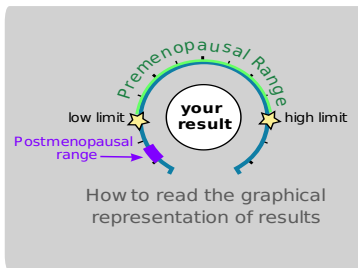 Premenopausal Range
your
result
low limit
high limit
Postmenopausal
range
How to read the graphical
representation of results